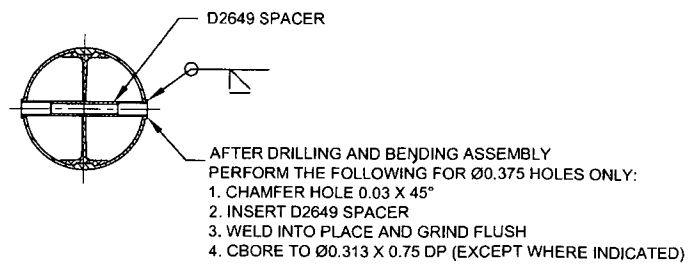 D2649 SPACER
AFTER DRILLING AND BENDING ASSEMBLY
PERFORM THE FOLLOWING FOR Ø0.375 HOLES ONLY:
1. CHAMFER HOLE 0.03 X 45°
2. INSERT D2649 SPACER
3. WELD INTO PLACE AND GRIND FLUSH
4. CBORE TO Ø0.313 X 0.75 DP (EXCEPT WHERE INDICATED)